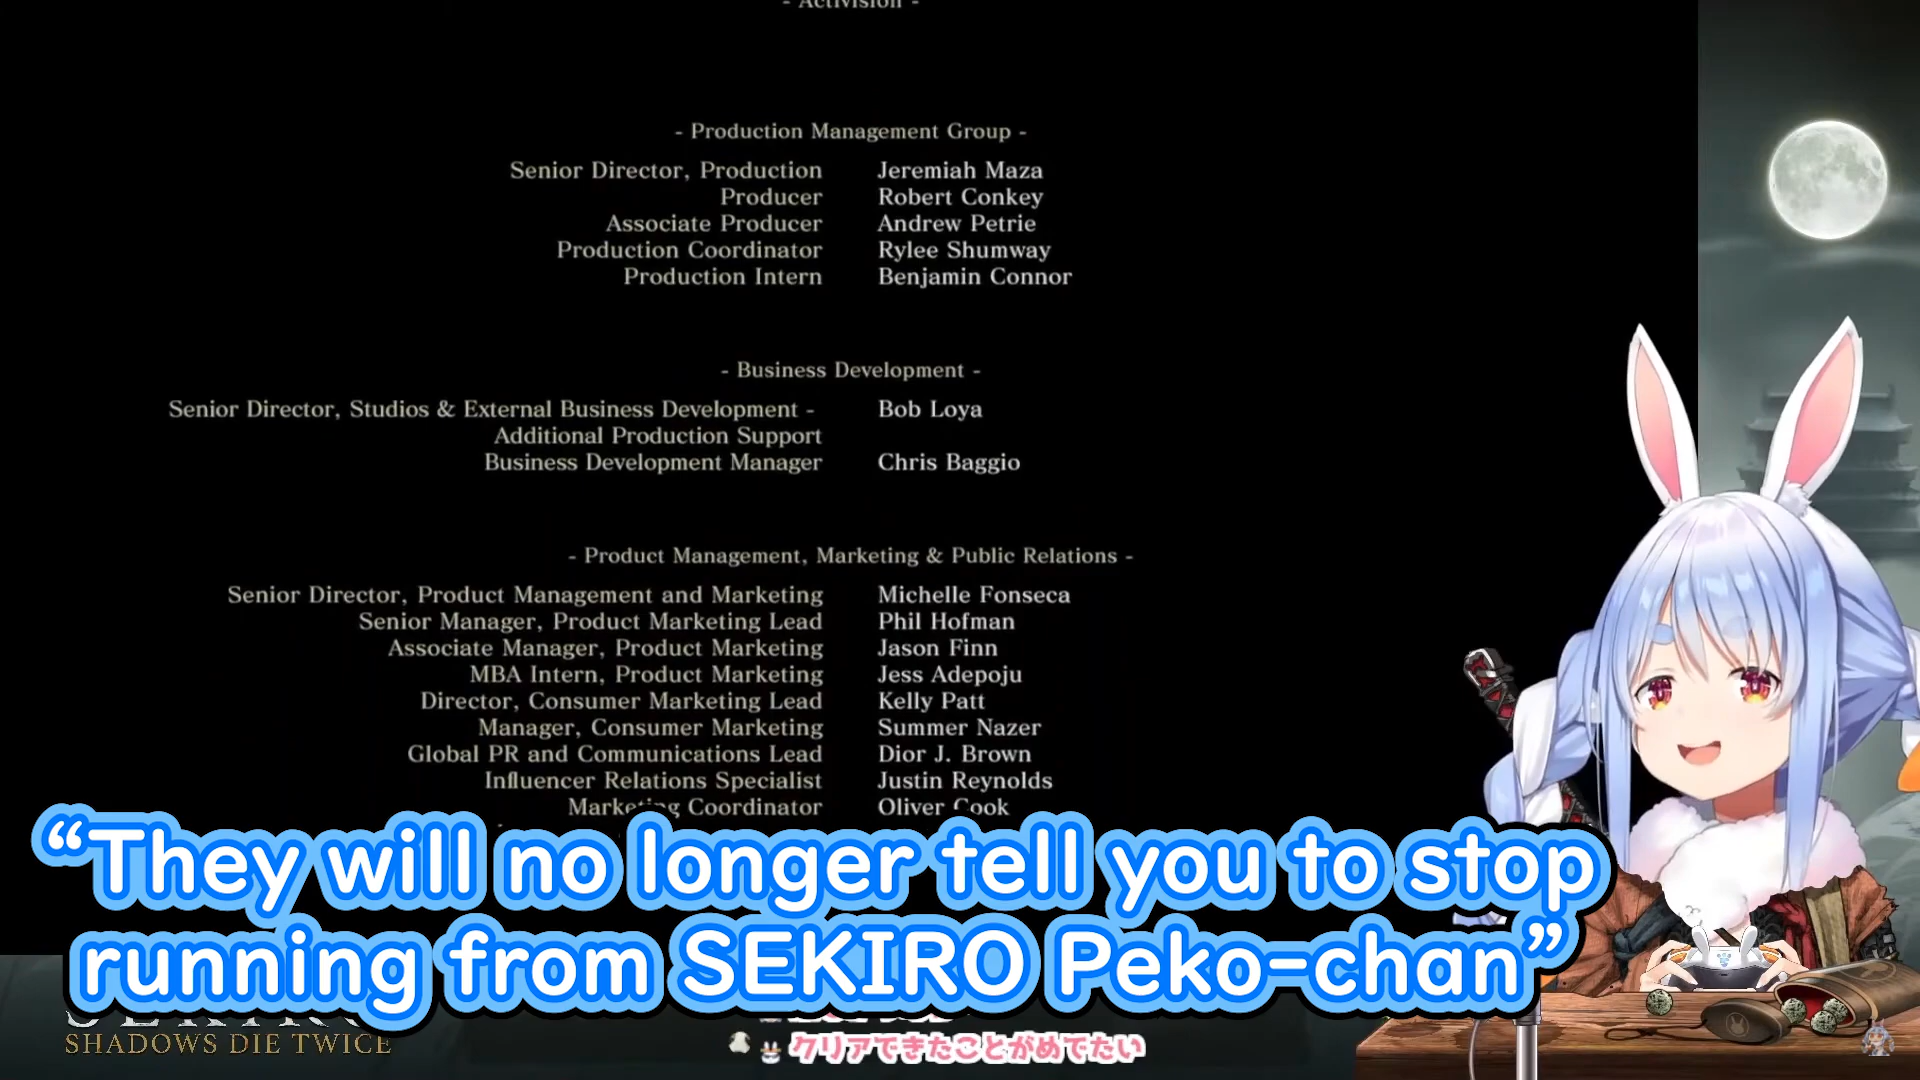 - Activision -
- Production Management Group -
Senior Director, Production Jeremiah Maza
Producer Robert Conkey
Associate Producer Andrew Petrie
Production Coordinator Rylee Shumway
Production Intern Benjamin Connor
- Business Development -
Senior Director, Studios & External Business Development - Bob Loya
Additional Production Support
Business Development Manager Chris Baggio
- Product Management, Marketing & Public Relations -
Senior Director, Product Management and Marketing Michelle Fonseca
Senior Manager, Product Marketing Lead Phil Hofman
Associate Manager, Product Marketing Jason Finn
MBA Intern, Product Marketing Jess Adepoju
Director, Consumer Marketing Lead Kelly Patt
Manager, Consumer Marketing Summer Nazer
Global PR and Communications Lead Dior J. Brown
Influencer Relations Specialist Justin Reynolds
Marketing Coordinator Oliver Cook
“They will no longer tell you to stop
running from SEKIRO Peko-chan”
SEKIRO
SHADOWS DIE TWICE
クリアできたことがめでたい